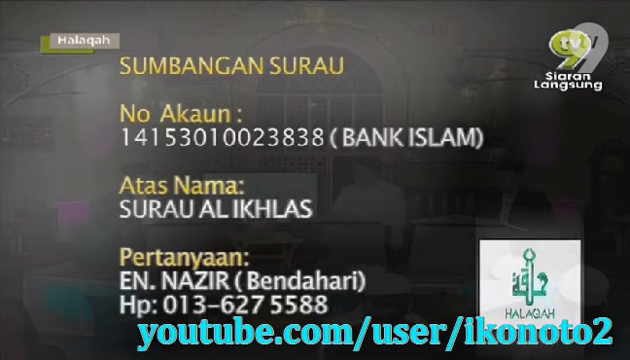 Halaqah
SUMBANGAN SURAU
tv9
Siaran
Langsung
No Akaun :
14153010023838 ( BANK ISLAM)
Atas Nama:
SURAU AL IKHLAS
Pertanyaan:
EN. NAZIR ( Bendahari)
Hp: 013-627 5588
حلاقة
HALAQAH
youtube.com/user/ikonoto2